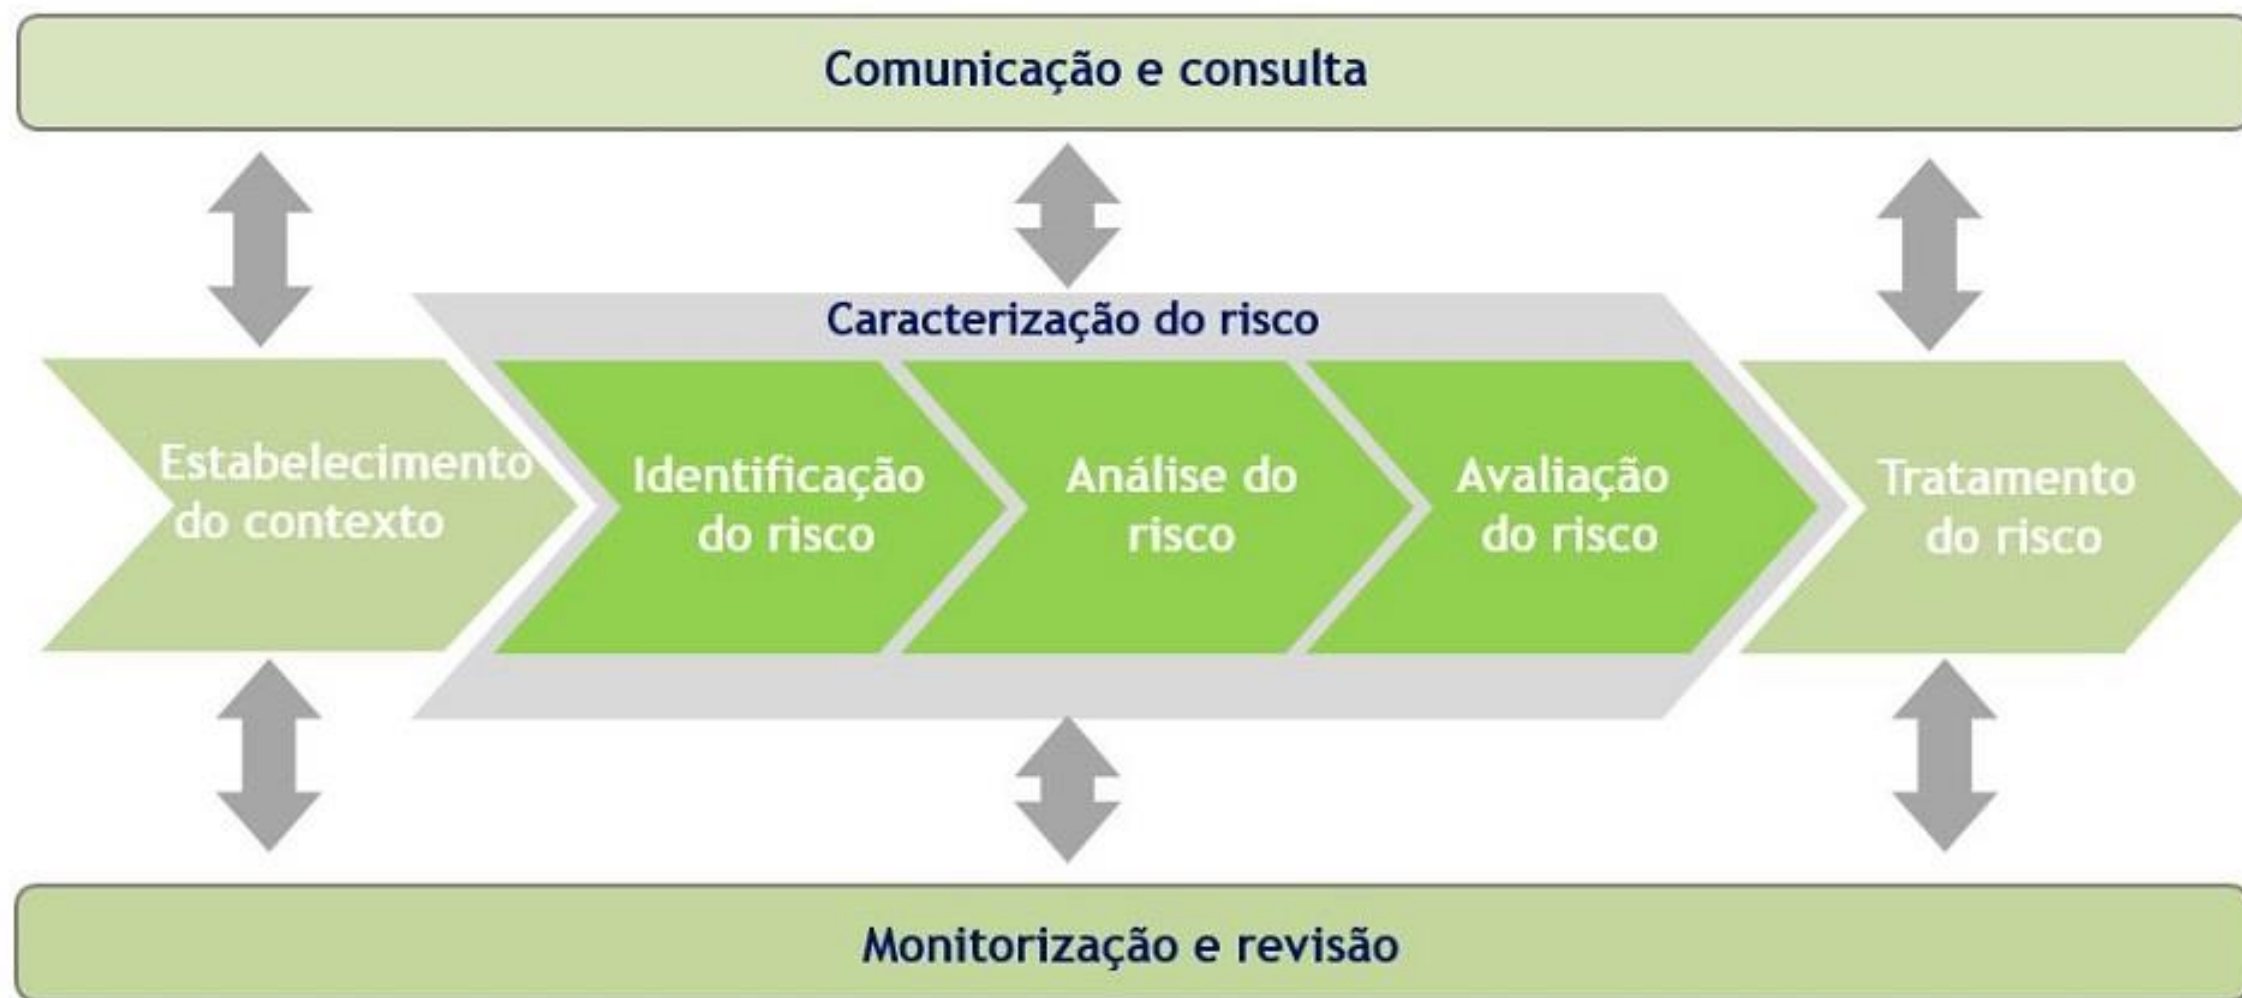 Comunicação e consulta
Caracterização do risco
Estabelecimento
do contexto
Identificação
do risco
Análise do
risco
Avaliação
do risco
Tratamento
do risco
Monitorização e revisão